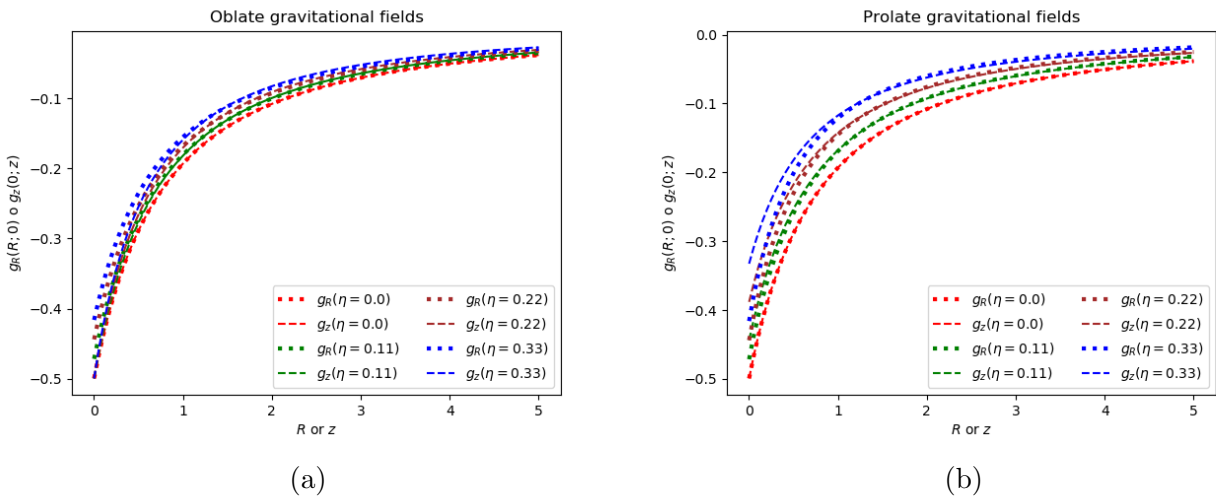 Oblate gravitational fields
g_R(R; 0) o g_z(0; z)
−0.1
−0.2
−0.3
−0.4
−0.5
g_R(η = 0.0)
g_z(η = 0.0)
g_R(η = 0.11)
g_z(η = 0.11)
g_R(η = 0.22)
g_z(η = 0.22)
g_R(η = 0.33)
g_z(η = 0.33)
0 1 2 3 4 5
R or z
(a)
Prolate gravitational fields
g_R(R; 0) o g_z(0; z)
0.0
−0.1
−0.2
−0.3
−0.4
−0.5
g_R(η = 0.0)
g_z(η = 0.0)
g_R(η = 0.11)
g_z(η = 0.11)
g_R(η = 0.22)
g_z(η = 0.22)
g_R(η = 0.33)
g_z(η = 0.33)
0 1 2 3 4 5
R or z
(b)